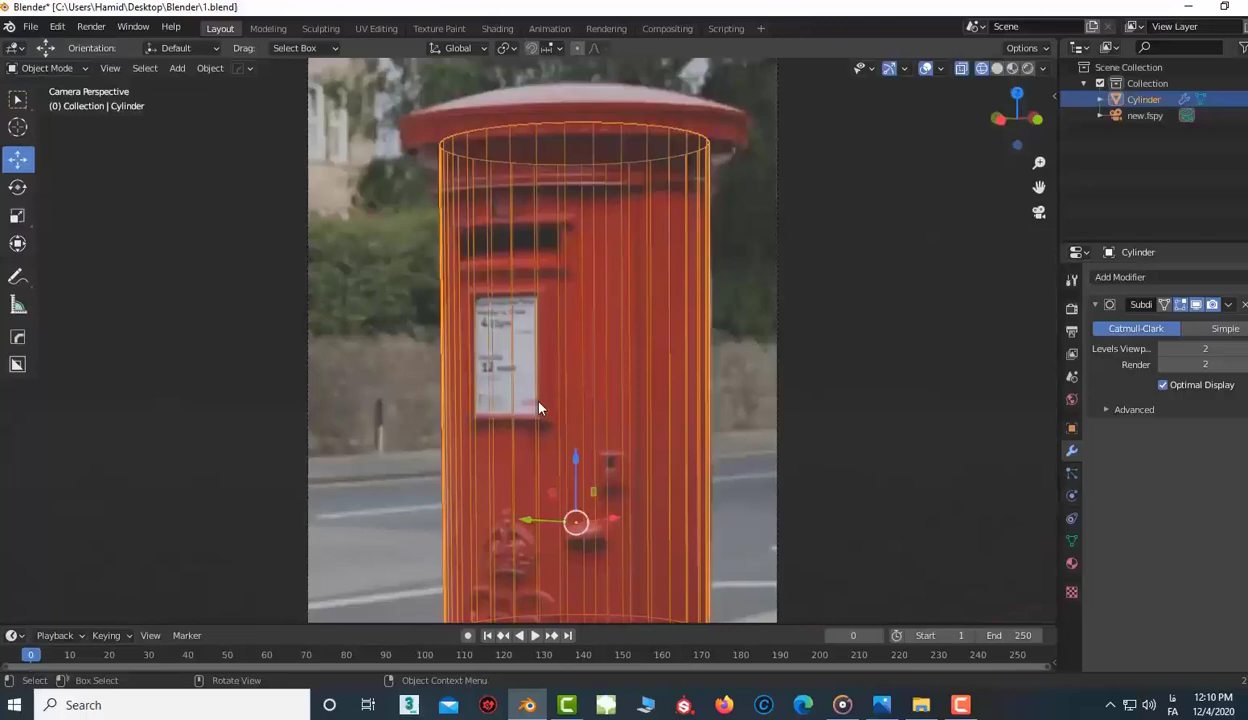 Blender* [C:\Users\Hamid\Desktop\Blender\1.blend]
File Edit Render Window Help Layout Modeling Sculpting UV Editing Texture Paint Shading Animation Rendering Compositing Scripting + Scene View Layer
Orientation: Default Drag: Select Box Global Options
Object Mode View Select Add Object
Camera Perspective
(0) Collection | Cylinder
Scene Collection
Collection
Cylinder
new.fspy
Z
Cylinder
Add Modifier
Subdi
Catmull-Clark Simple
Levels Viewp... 2
Render 2
Optimal Display
Advanced
Playback Keying View Marker 0 Start 1 End 250
0 10 20 30 40 50 60 70 80 90 100 110 120 130 140 150 160 170 180 190 200 210 220 230 240 250
Select Box Select Rotate View Object Context Menu 2
Search
3
FA
12:10 PM
12/4/2020